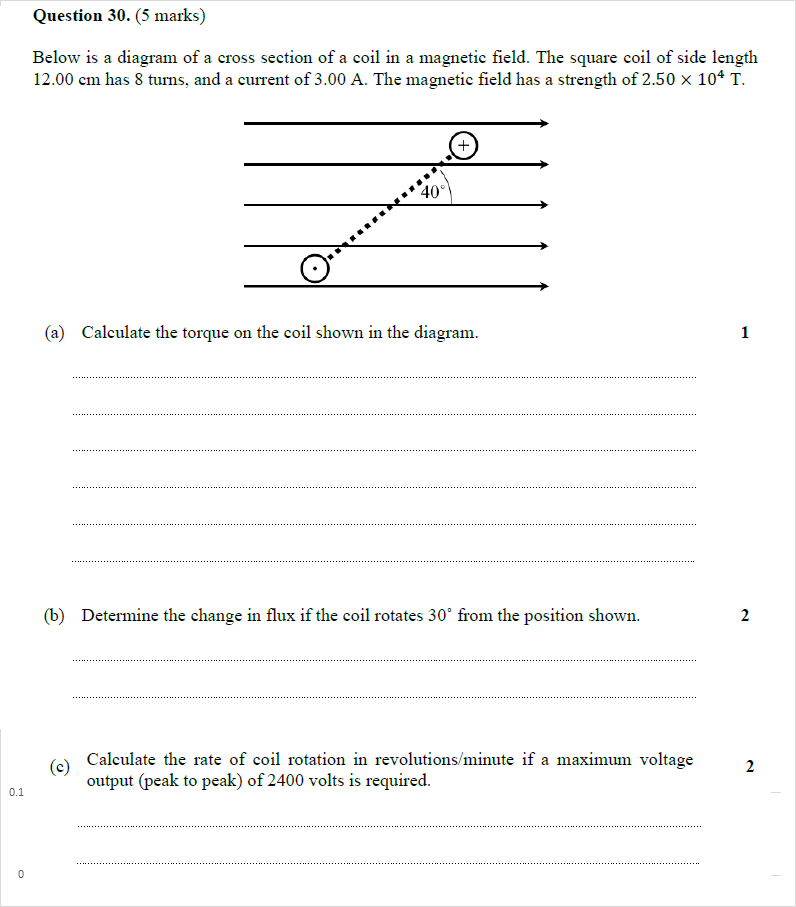 Question 30. (5 marks)
Below is a diagram of a cross section of a coil in a magnetic field. The square coil of side length
12.00 cm has 8 turns, and a current of 3.00 A. The magnetic field has a strength of 2.50 × 10⁴ T.
+
40°
(a) Calculate the torque on the coil shown in the diagram. 1
(b) Determine the change in flux if the coil rotates 30° from the position shown. 2
(c) Calculate the rate of coil rotation in revolutions/minute if a maximum voltage 2
output (peak to peak) of 2400 volts is required.
0.1
0